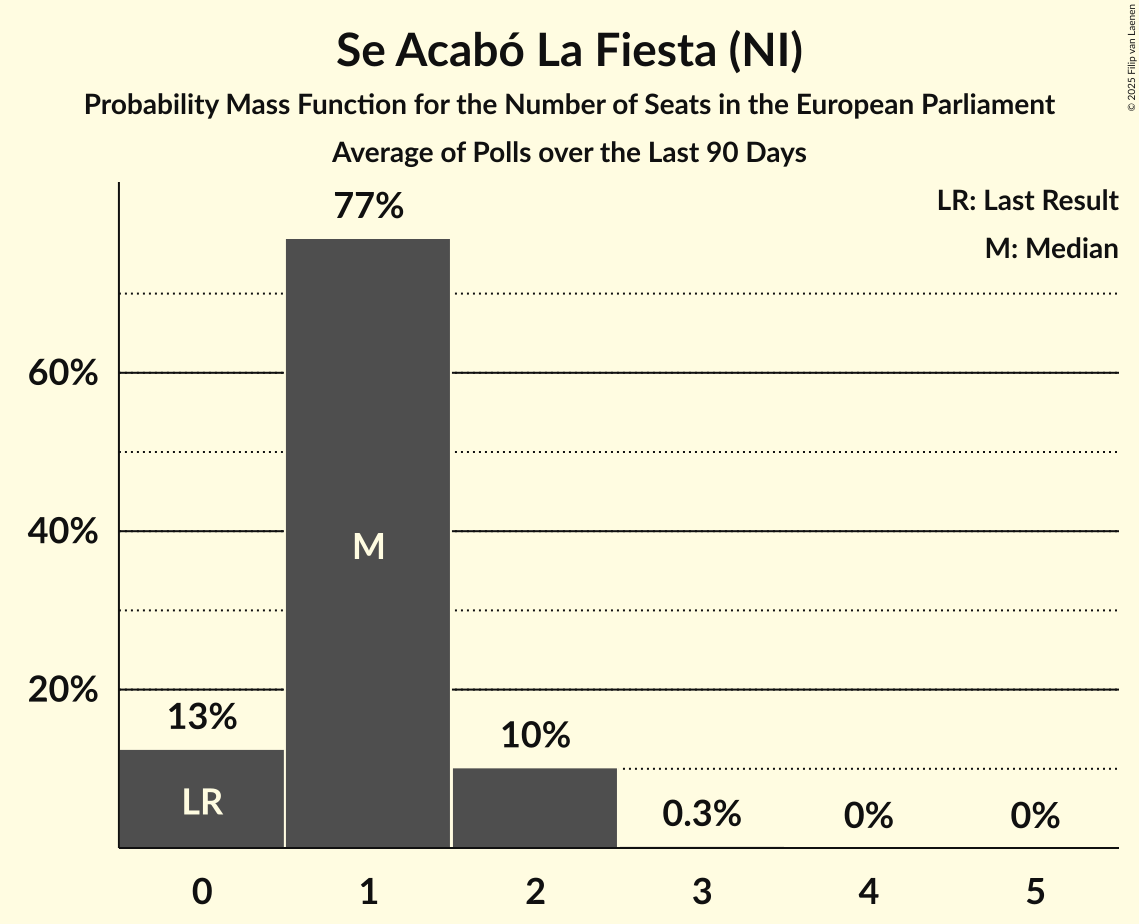 Se Acabó La Fiesta (NI)
Probability Mass Function for the Number of Seats in the European Parliament
Average of Polls over the Last 90 Days
© 2025 Filip van Laenen
LR: Last Result
M: Median
77%
60%
40%
20%
M
13%
LR
10%
0.3%
0%
0%
0 1 2 3 4 5